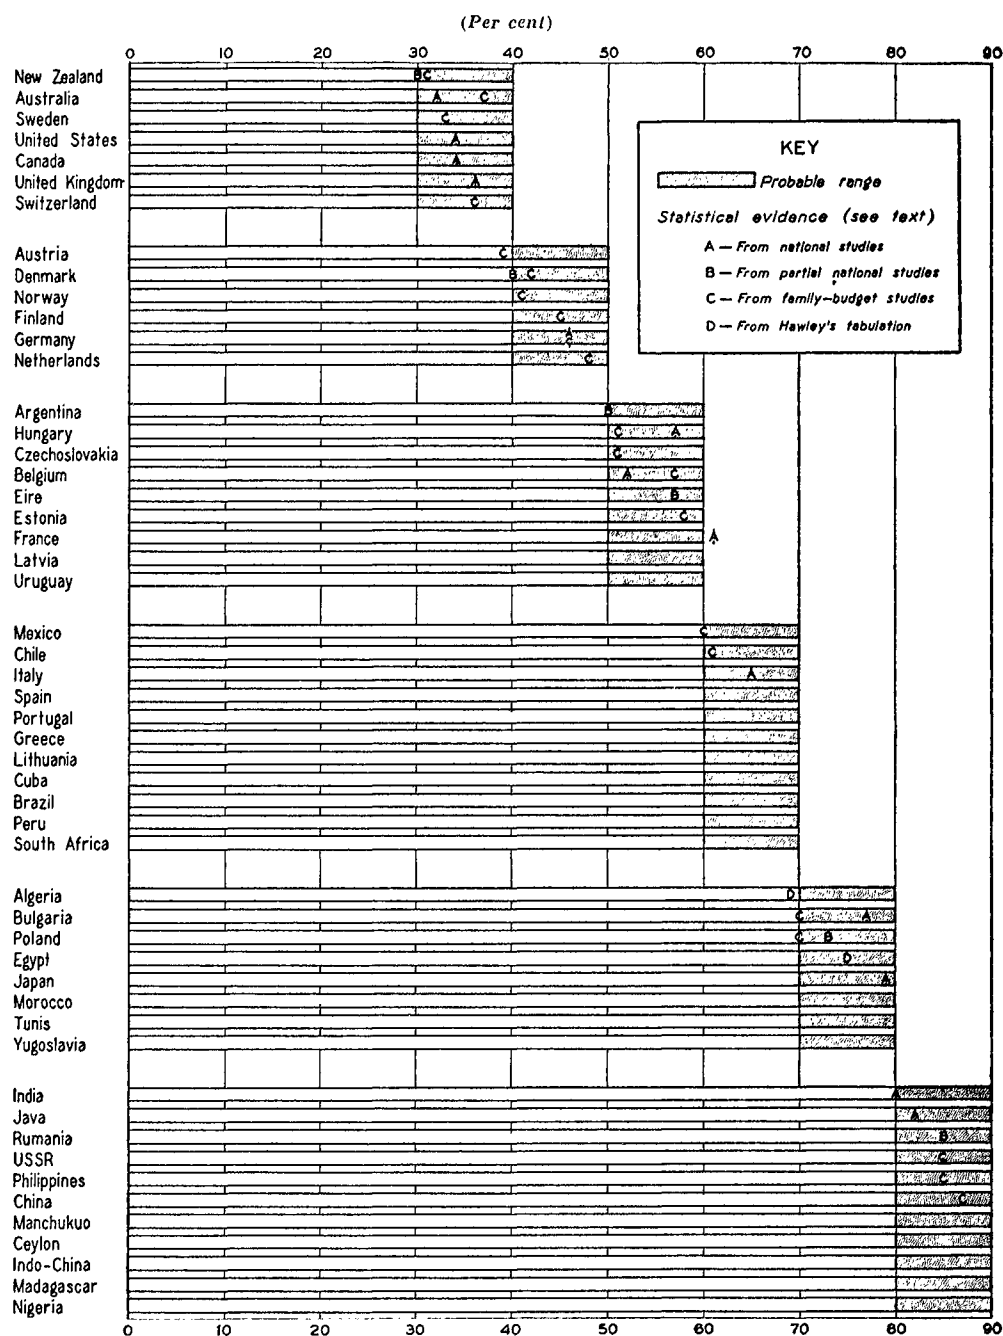 (Per cent)
0 10 20 30 40 50 60 70 80 90
New Zealand B C
Australia A C
Sweden C
United States A
Canada A
United Kingdom A
Switzerland C
KEY
Probable range
Statistical evidence (see text)
A — From national studies
B — From partial national studies
C — From family-budget studies
D — From Hawley's tabulation
Austria C
Denmark B C
Norway C
Finland C
Germany A C
Netherlands C
Argentina B
Hungary C A
Czechoslovakia C
Belgium A C
Eire B
Estonia C
France A
Latvia
Uruguay
Mexico C
Chile C
Italy A
Spain
Portugal
Greece
Lithuania
Cuba
Brazil
Peru
South Africa
Algeria D
Bulgaria C A
Poland C B
Egypt D
Japan A
Morocco
Tunis
Yugoslavia
India A
Java A
Rumania B
USSR C
Philippines C
China C
Manchukuo
Ceylon
Indo-China
Madagascar
Nigeria
0 10 20 30 40 50 60 70 80 90